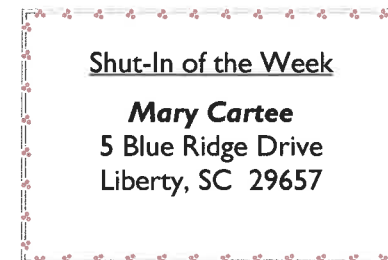 Shut-In of the Week
Mary Cartee
5 Blue Ridge Drive
Liberty, SC  29657